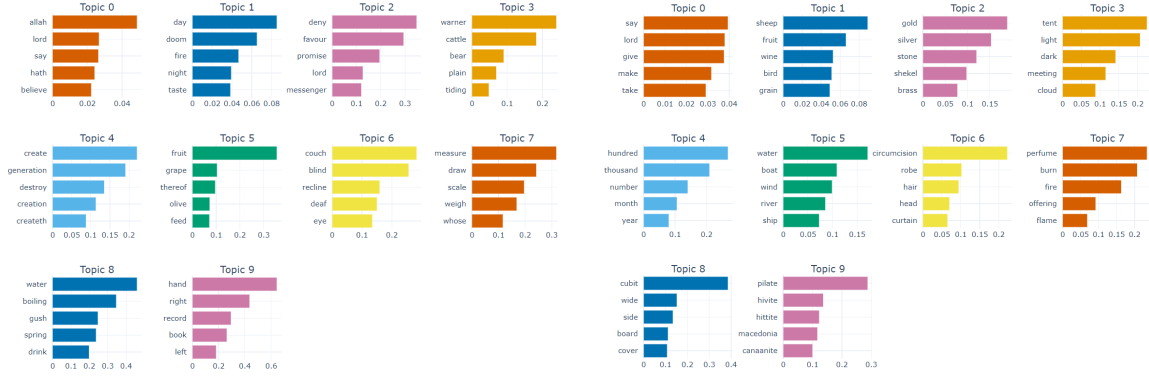 Topic 0 Topic 1 Topic 2 Topic 3
allah day deny warner
lord doom favour cattle
say fire promise bear
hath night lord plain
believe taste messenger tiding
0 0.02 0.04 0 0.02 0.04 0.06 0.08 0 0.1 0.2 0.3 0 0.1 0.2
Topic 4 Topic 5 Topic 6 Topic 7
create fruit couch measure
generation grape blind draw
destroy thereof recline scale
creation olive deaf weigh
createth feed eye whose
0 0.05 0.1 0.15 0.2 0 0.1 0.2 0.3 0 0.1 0.2 0 0.1 0.2 0.3
Topic 8 Topic 9
water hand
boiling right
gush record
spring book
drink left
0 0.1 0.2 0.3 0.4 0 0.2 0.4 0.6
Topic 0 Topic 1 Topic 2 Topic 3
say sheep gold tent
lord fruit silver light
give wine stone dark
make bird shekel meeting
take grain brass cloud
0 0.01 0.02 0.03 0.04 0 0.02 0.04 0.06 0.08 0 0.05 0.1 0.15 0 0.05 0.1 0.15 0.2
Topic 4 Topic 5 Topic 6 Topic 7
hundred water circumcision perfume
thousand boat robe burn
number wind hair fire
month river head offering
year ship curtain flame
0 0.1 0.2 0 0.05 0.1 0.15 0 0.05 0.1 0.15 0.2 0 0.05 0.1 0.15 0.2
Topic 8 Topic 9
cubit pilate
wide hivite
side hittite
board macedonia
cover canaanite
0 0.1 0.2 0.3 0.4 0 0.1 0.2 0.3